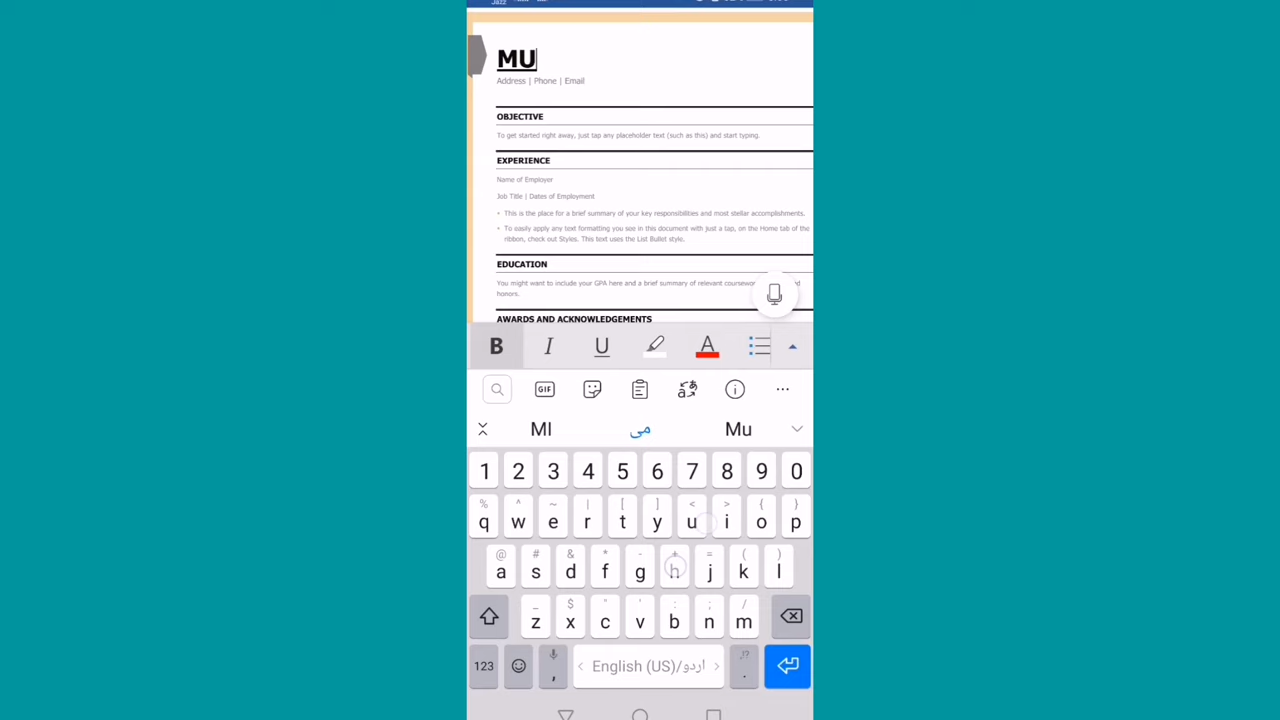 Jazz
MU
Address | Phone | Email
OBJECTIVE
To get started right away, just tap any placeholder text (such as this) and start typing.
EXPERIENCE
Name of Employer
Job Title | Dates of Employment
• This is the place for a brief summary of your key responsibilities and most stellar accomplishments.
• To easily apply any text formatting you see in this document with just a tap, on the Home tab of the
ribbon, check out Styles. This text uses the List Bullet style.
EDUCATION
You might want to include your GPA here and a brief summary of relevant
honors.
AWARDS AND ACKNOWLEDGEMENTS
B I U A
GIF
MI می Mu
1 2 3 4 5 6 7 8 9 0
% ^ ~ | [ ] < > { }
q w e r t y u i o p
@ # & * - + = ( )
a s d f g h j k l
_ $ " ' : ; /
z x c v b n m
!?
123 , < English (US)/اردو > .